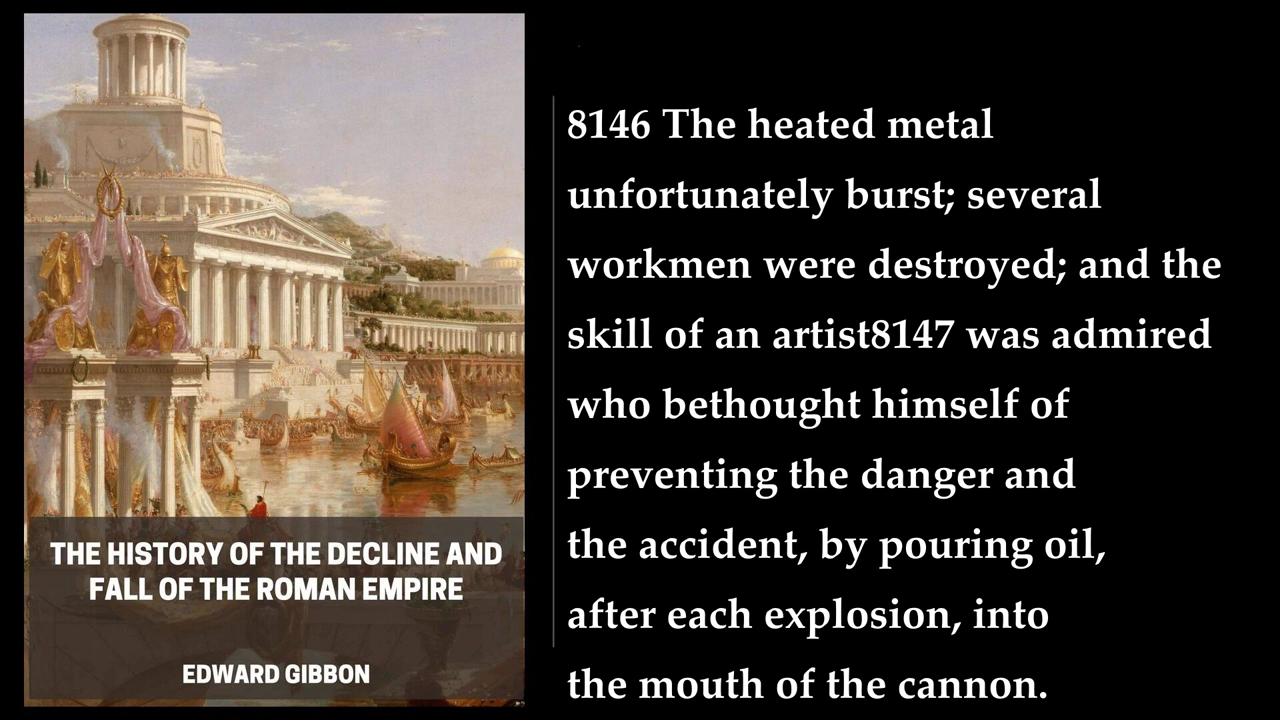 THE HISTORY OF THE DECLINE AND
FALL OF THE ROMAN EMPIRE
EDWARD GIBBON
8146 The heated metal
unfortunately burst; several
workmen were destroyed; and the
skill of an artist8147 was admired
who bethought himself of
preventing the danger and
the accident, by pouring oil,
after each explosion, into
the mouth of the cannon.